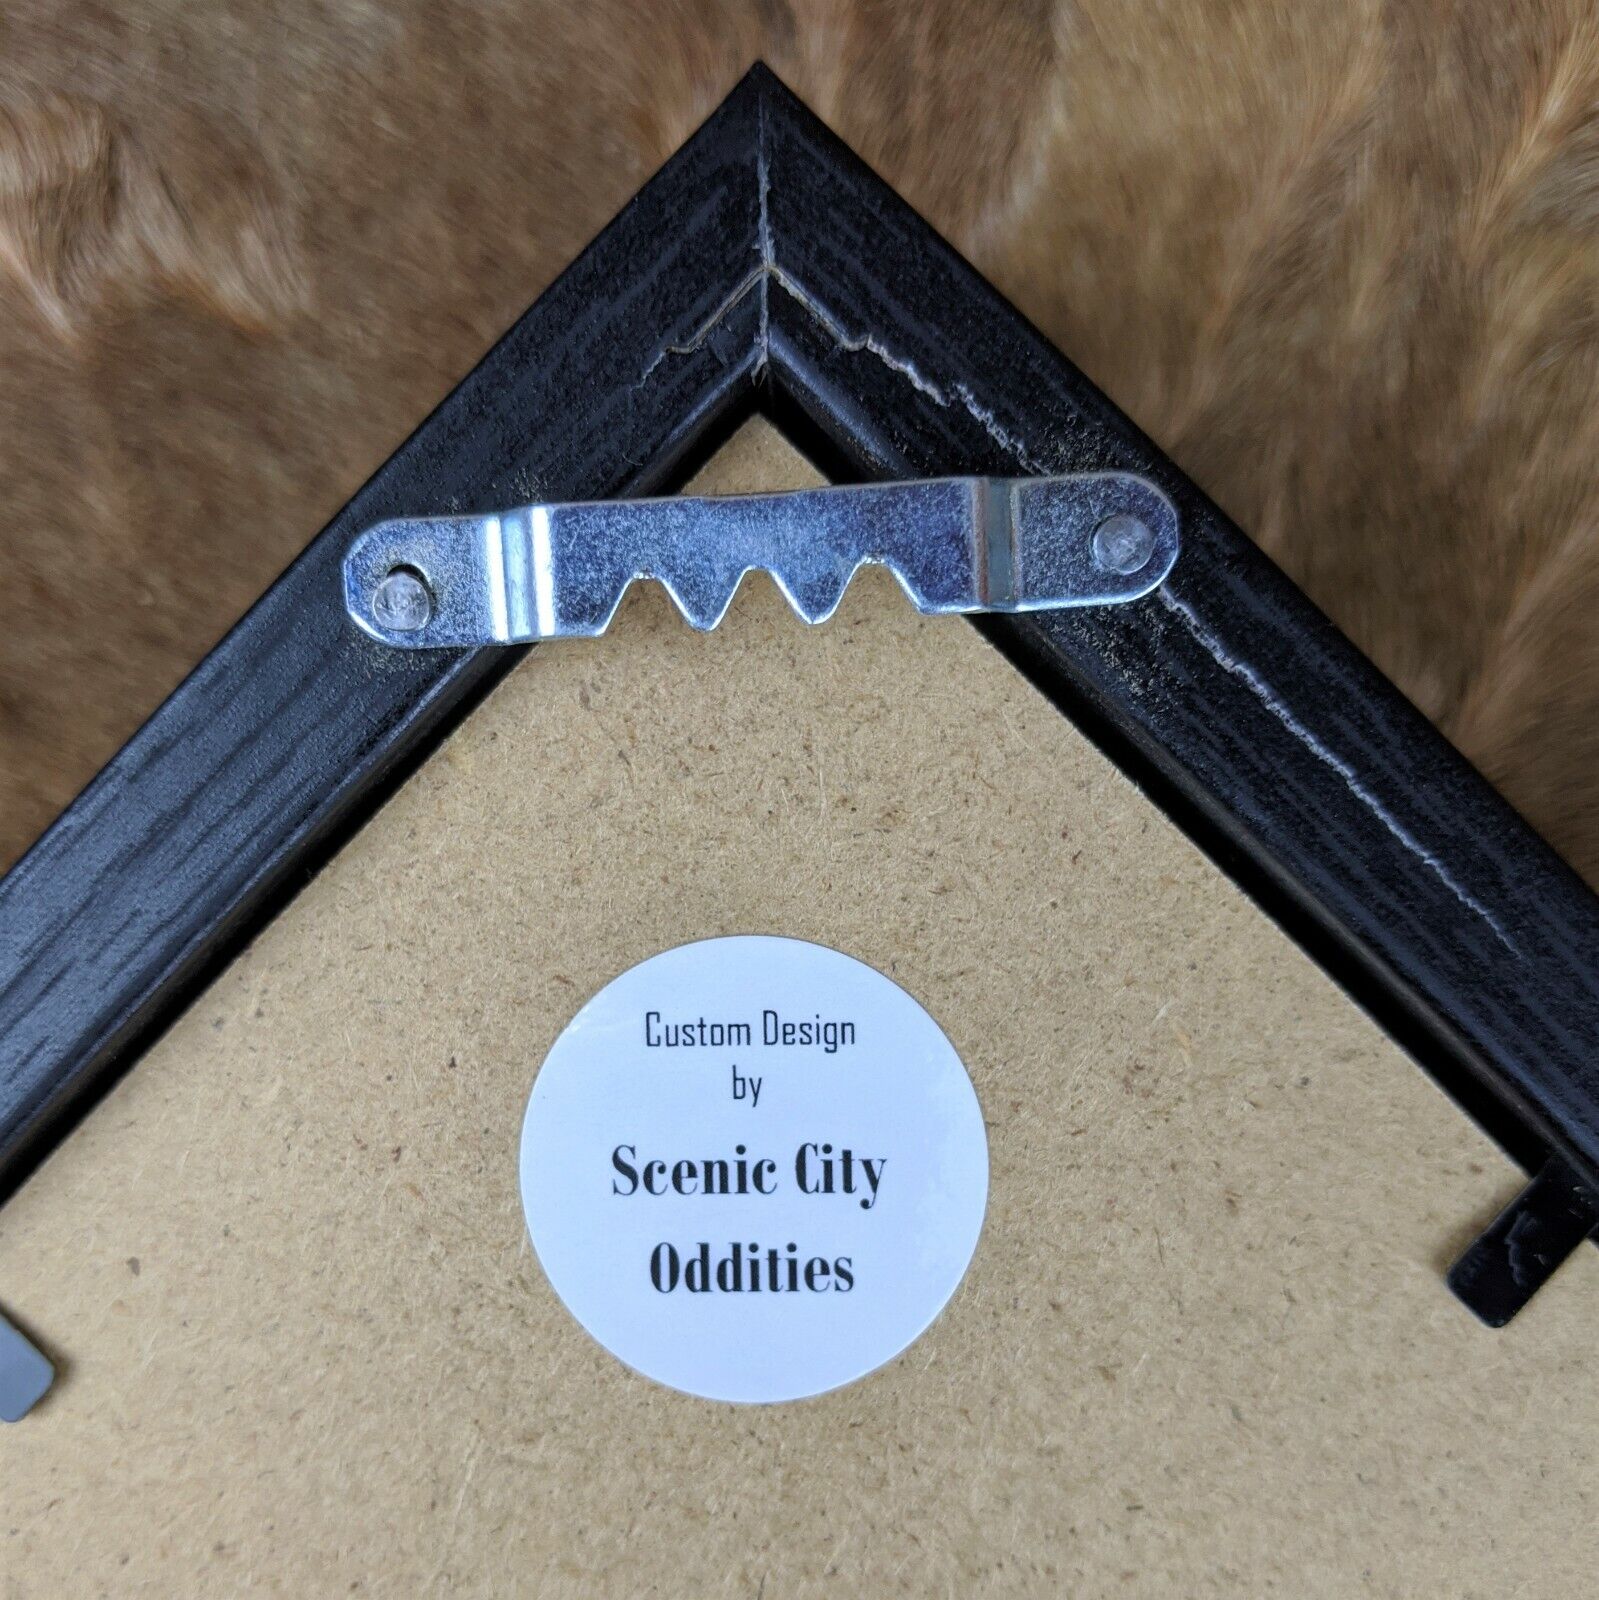 Custom Design
by
Scenic City
Oddities